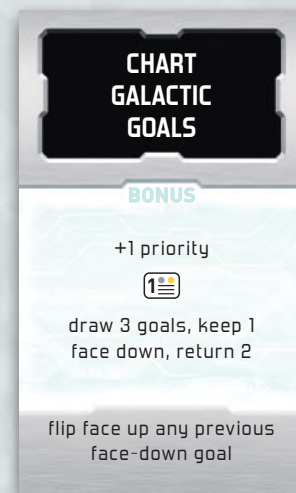 CHART
GALACTIC
GOALS
BONUS
+1 priority
1
draw 3 goals, keep 1
face down, return 2
flip face up any previous
face-down goal